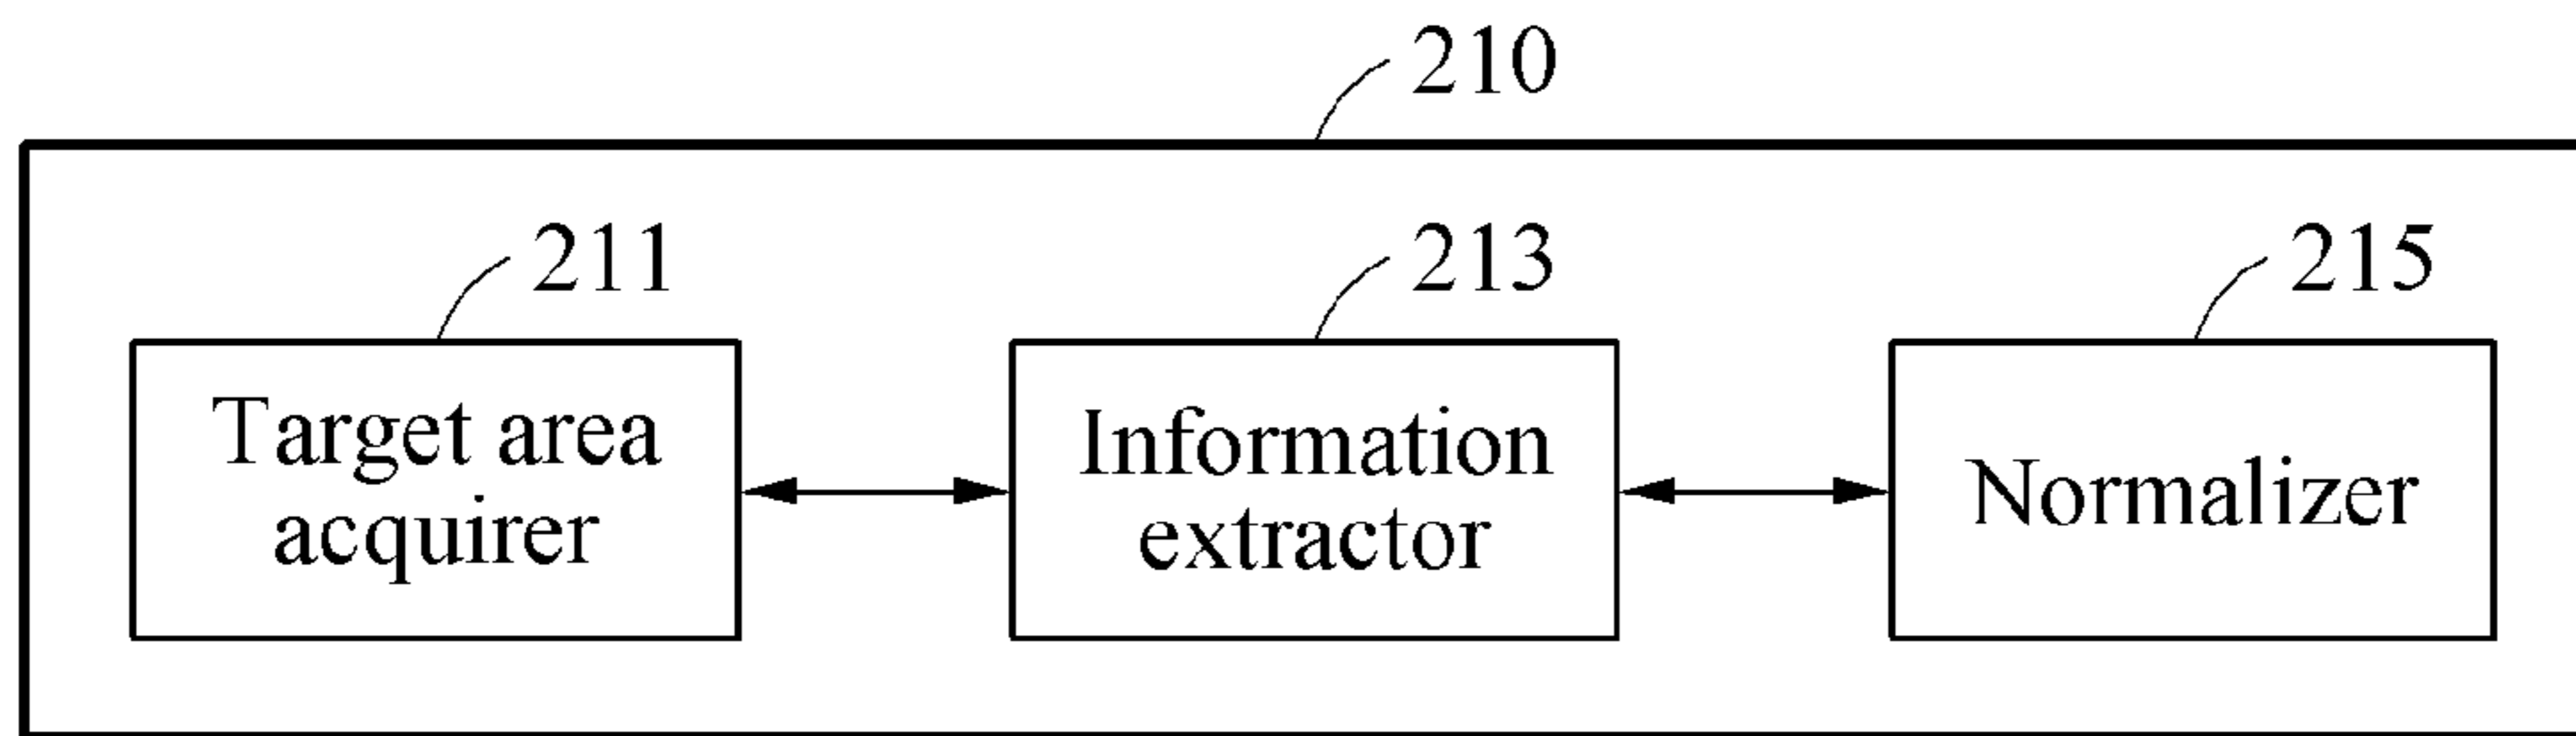 210
211
213
215
Target area
acquirer
Information
extractor
Normalizer